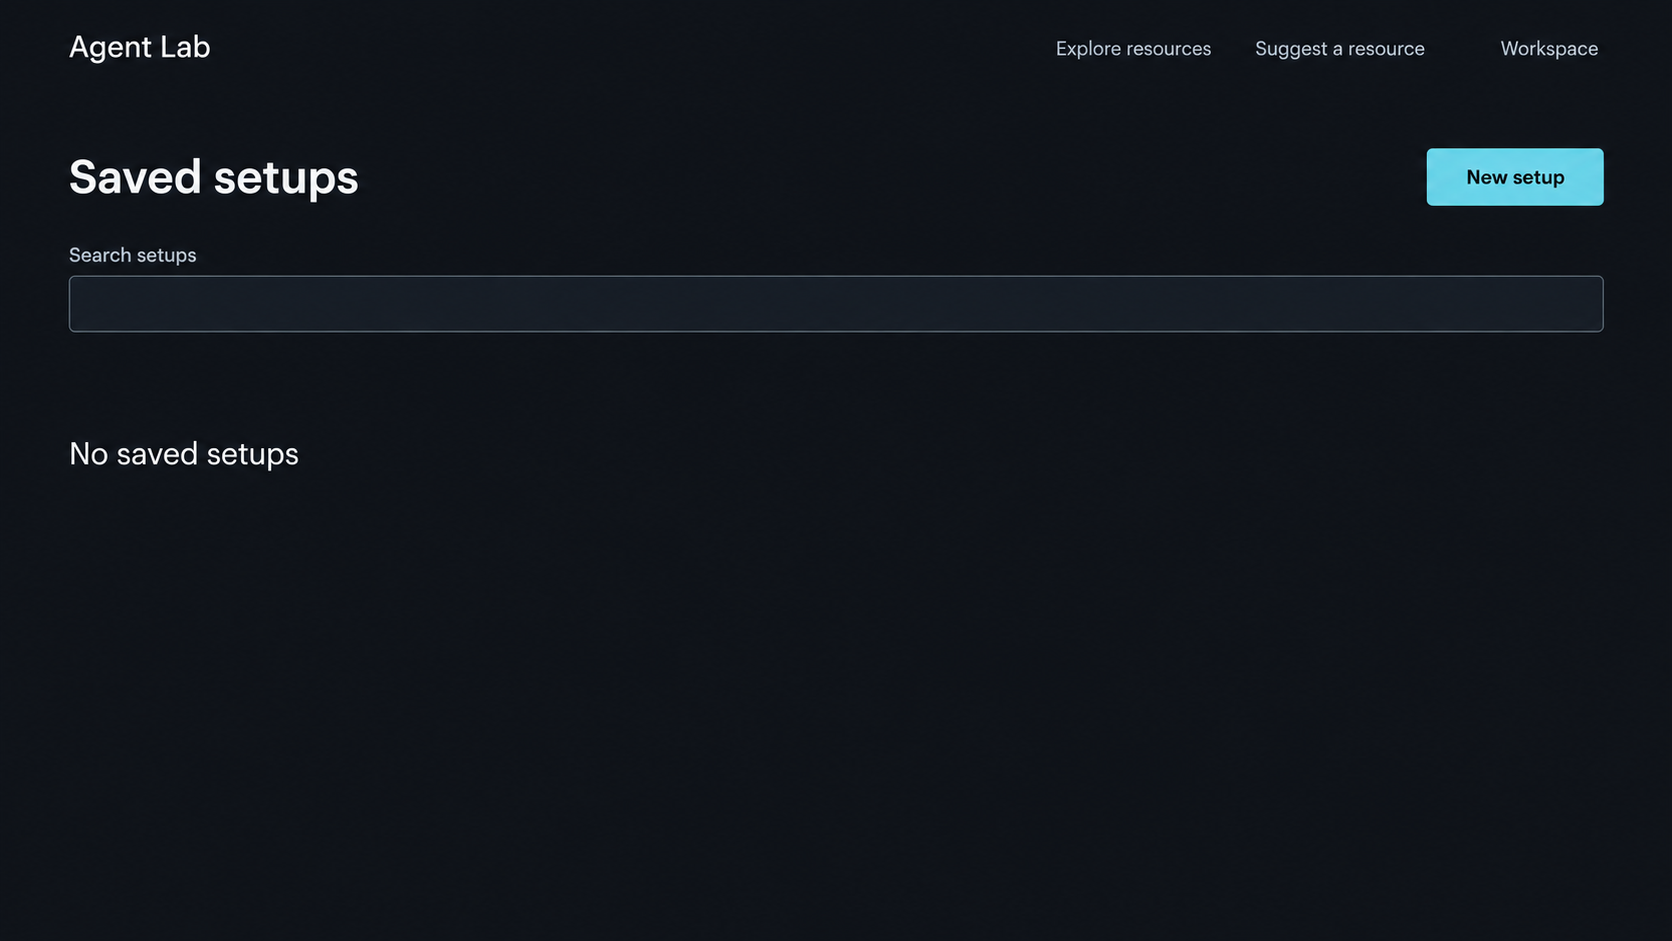 Agent Lab
Explore resources
Suggest a resource
Workspace
Saved setups
New setup
Search setups
No saved setups